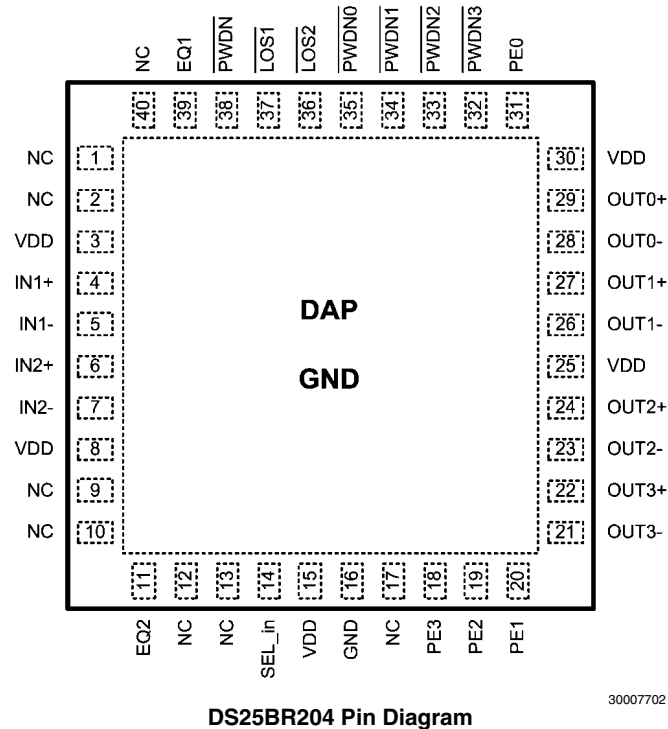 NC
EQ1
PWDN
LOS1
LOS2
PWDN0
PWDN1
PWDN2
PWDN3
PE0
40
39
38
37
36
35
34
33
32
31
NC 1
NC 2
VDD 3
IN1+ 4
IN1- 5
IN2+ 6
IN2- 7
VDD 8
NC 9
NC 10
DAP
GND
30 VDD
29 OUT0+
28 OUT0-
27 OUT1+
26 OUT1-
25 VDD
24 OUT2+
23 OUT2-
22 OUT3+
21 OUT3-
11
12
13
14
15
16
17
18
19
20
EQ2
NC
NC
SEL_in
VDD
GND
NC
PE3
PE2
PE1
30007702
DS25BR204 Pin Diagram